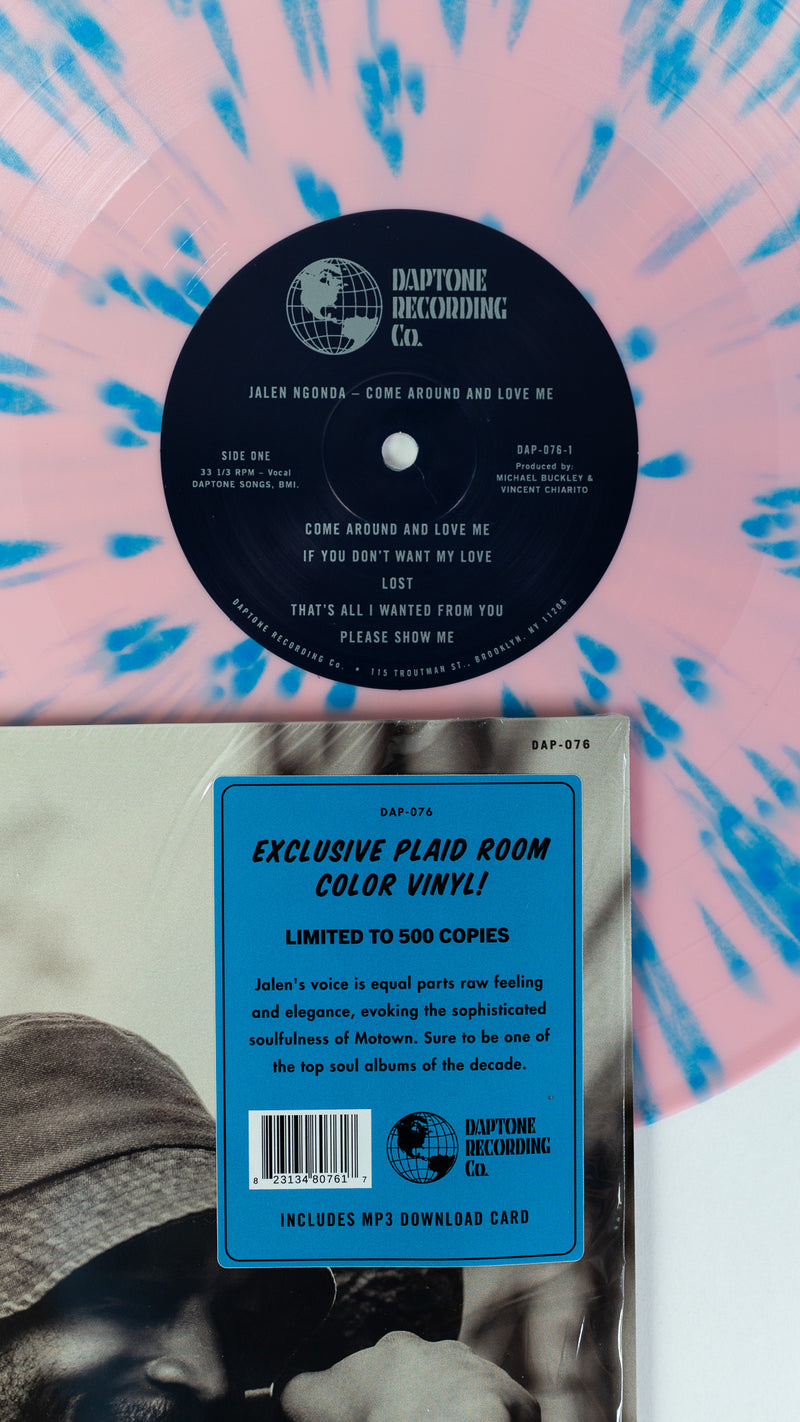 DAPTONE
RECORDING
Co.
JALEN NGONDA – COME AROUND AND LOVE ME
SIDE ONE
33 1/3 RPM – Vocal
DAPTONE SONGS, BMI.
DAP-076-1
Produced by:
MICHAEL BUCKLEY &
VINCENT CHIARITO
COME AROUND AND LOVE ME
IF YOU DON'T WANT MY LOVE
LOST
THAT'S ALL I WANTED FROM YOU
PLEASE SHOW ME
DAPTONE RECORDING Co. • 115 TROUTMAN ST., BROOKLYN, NY 11206
DAP-076
DAP-076
EXCLUSIVE PLAID ROOM
COLOR VINYL!
LIMITED TO 500 COPIES
Jalen's voice is equal parts raw feeling
and elegance, evoking the sophisticated
soulfulness of Motown. Sure to be one of
the top soul albums of the decade.
8 23134 80761 7
DAPTONE
RECORDING
Co.
INCLUDES MP3 DOWNLOAD CARD